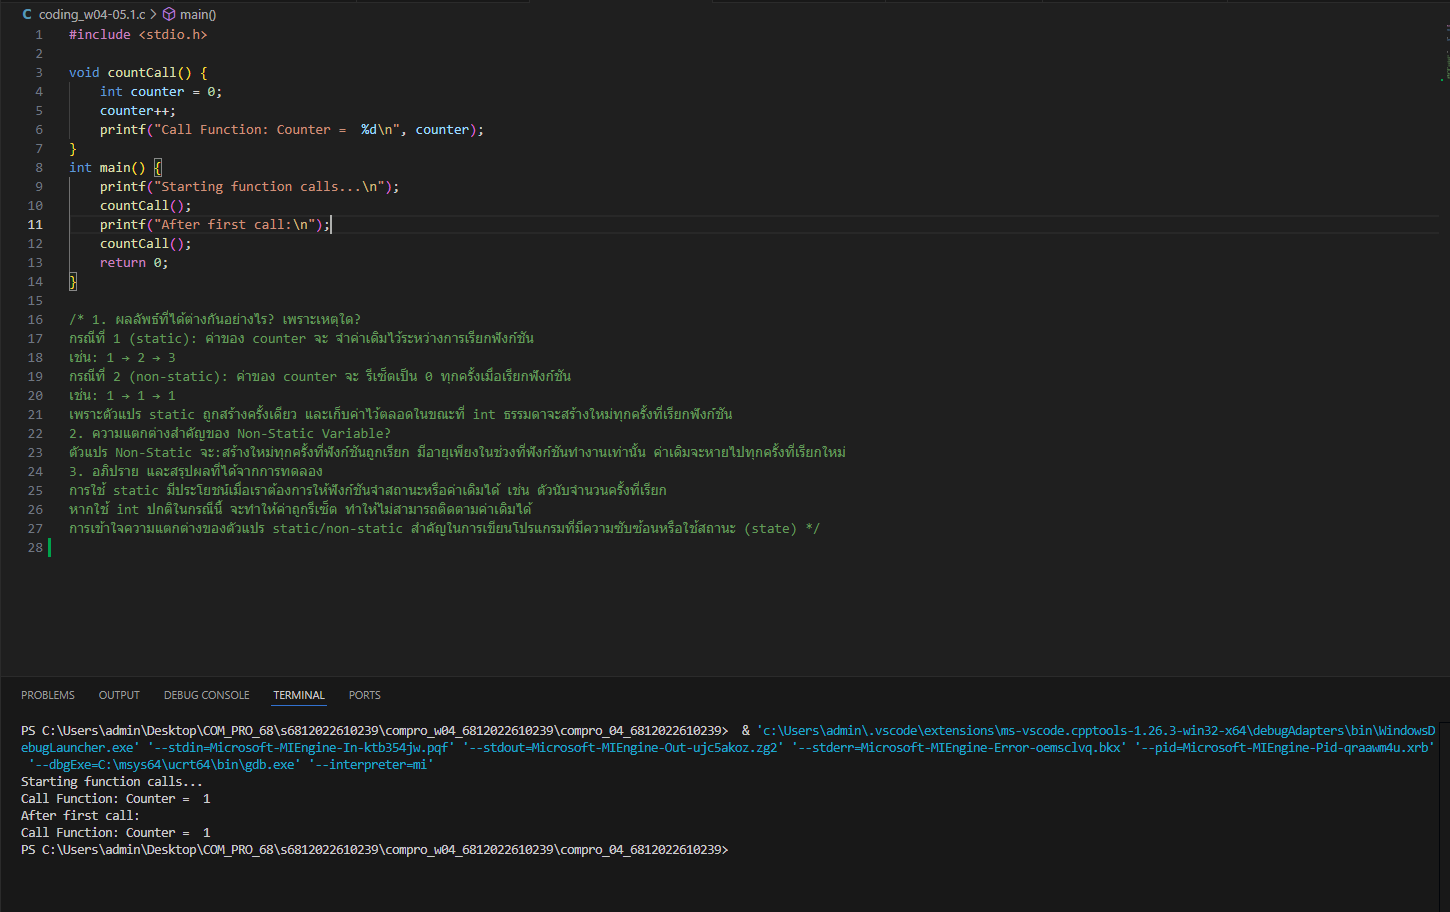 coding_w04-05.1.c > main()
1 #include <stdio.h>
2
3 void countCall() {
4 int counter = 0;
5 counter++;
6 printf("Call Function: Counter =  %d\n", counter);
7 }
8 int main() {
9 printf("Starting function calls...\n");
10 countCall();
11 printf("After first call:\n");
12 countCall();
13 return 0;
14 }
15
16 /* 1. ผลลัพธ์ที่ได้ต่างกันอย่างไร? เพราะเหตุใด?
17 กรณีที่ 1 (static): ค่าของ counter จะ จำค่าเดิมไว้ระหว่างการเรียกฟังก์ชัน
18 เช่น: 1 → 2 → 3
19 กรณีที่ 2 (non-static): ค่าของ counter จะ รีเซ็ตเป็น 0 ทุกครั้งเมื่อเรียกฟังก์ชัน
20 เช่น: 1 → 1 → 1
21 เพราะตัวแปร static ถูกสร้างครั้งเดียว และเก็บค่าไว้ตลอดในขณะที่ int ธรรมดาจะสร้างใหม่ทุกครั้งที่เรียกฟังก์ชัน
22 2. ความแตกต่างสำคัญของ Non-Static Variable?
23 ตัวแปร Non-Static จะ:สร้างใหม่ทุกครั้งที่ฟังก์ชันถูกเรียก มีอายุเพียงในช่วงที่ฟังก์ชันทำงานเท่านั้น ค่าเดิมจะหายไปทุกครั้งที่เรียกใหม่
24 3. อภิปราย และสรุปผลที่ได้จากการทดลอง
25 การใช้ static มีประโยชน์เมื่อเราต้องการให้ฟังก์ชันจำสถานะหรือค่าเดิมได้ เช่น ตัวนับจำนวนครั้งที่เรียก
26 หากใช้ int ปกติในกรณีนี้ จะทำให้ค่าถูกรีเซ็ต ทำให้ไม่สามารถติดตามค่าเดิมได้
27 การเข้าใจความแตกต่างของตัวแปร static/non-static สำคัญในการเขียนโปรแกรมที่มีความซับซ้อนหรือใช้สถานะ (state) */
28
PROBLEMS OUTPUT DEBUG CONSOLE TERMINAL PORTS
PS C:\Users\admin\Desktop\COM_PRO_68\s6812022610239\compro_w04_6812022610239\compro_04_6812022610239>  & 'c:\Users\admin\.vscode\extensions\ms-vscode.cpptools-1.26.3-win32-x64\debugAdapters\bin\WindowsD
ebugLauncher.exe' '--stdin=Microsoft-MIEngine-In-ktb354jw.pqf' '--stdout=Microsoft-MIEngine-Out-ujc5akoz.zg2' '--stderr=Microsoft-MIEngine-Error-oemsclvq.bkx' '--pid=Microsoft-MIEngine-Pid-qraawm4u.xrb'
'--dbgExe=C:\msys64\ucrt64\bin\gdb.exe' '--interpreter=mi'
Starting function calls...
Call Function: Counter =  1
After first call:
Call Function: Counter =  1
PS C:\Users\admin\Desktop\COM_PRO_68\s6812022610239\compro_w04_6812022610239\compro_04_6812022610239>